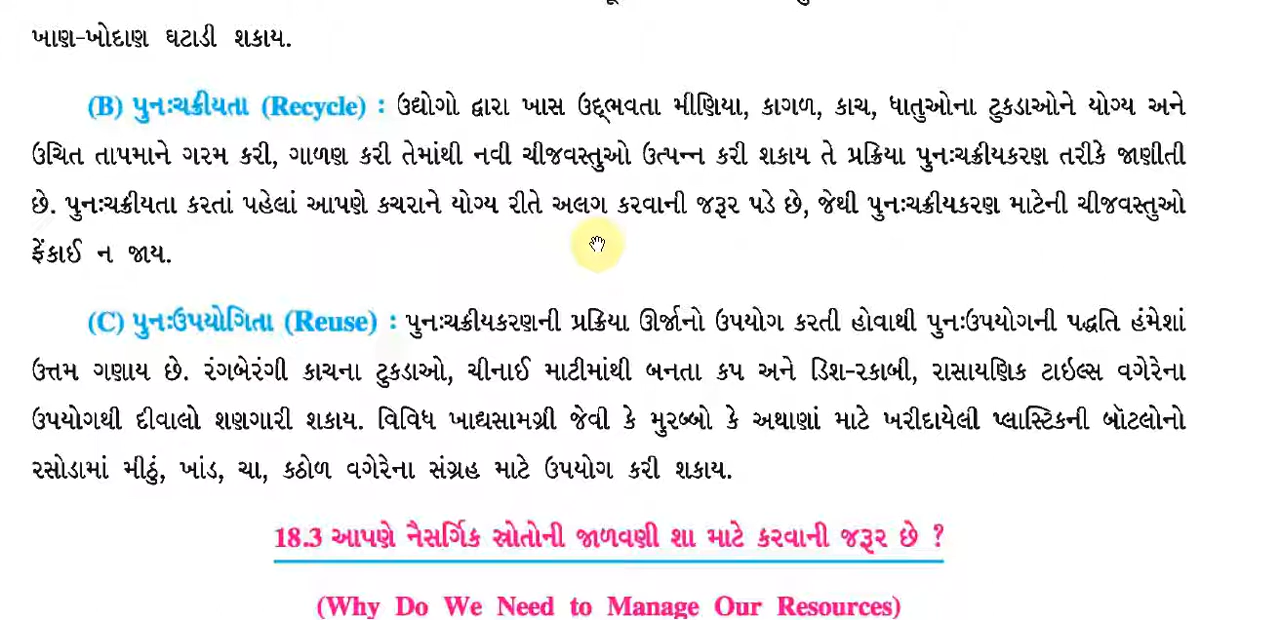 ખાણ-ખોદાણ ઘટાડી શકાય.
(B) પુનઃચક્રીયતા (Recycle) : ઉદ્યોગો દ્વારા ખાસ ઉદ્ભવતા મીણિયા, કાગળ, કાચ, ધાતુઓના ટુકડાઓને યોગ્ય અને
ઉચિત તાપમાને ગરમ કરી, ગાળણ કરી તેમાંથી નવી ચીજવસ્તુઓ ઉત્પન્ન કરી શકાય તે પ્રક્રિયા પુનઃચક્રીયકરણ તરીકે જાણીતી
છે. પુનઃચક્રીયતા કરતાં પહેલાં આપણે કચરાને યોગ્ય રીતે અલગ કરવાની જરૂર પડે છે, જેથી પુનઃચક્રીયકરણ માટેની ચીજવસ્તુઓ
ફેંકાઈ ન જાય.
(C) પુનઃઉપયોગિતા (Reuse) : પુનઃચક્રીયકરણની પ્રક્રિયા ઊર્જાનો ઉપયોગ કરતી હોવાથી પુનઃઉપયોગની પદ્ધતિ હંમેશાં
ઉત્તમ ગણાય છે. રંગબેરંગી કાચના ટુકડાઓ, ચીનાઈ માટીમાંથી બનતા કપ અને ડિશ-રકાબી, રાસાયણિક ટાઇલ્સ વગેરેના
ઉપયોગથી દીવાલો શણગારી શકાય. વિવિધ ખાદ્યસામગ્રી જેવી કે મુરબ્બો કે અથાણાં માટે ખરીદાયેલી પ્લાસ્ટિકની બૉટલોનો
રસોડામાં મીઠું, ખાંડ, ચા, કઠોળ વગેરેના સંગ્રહ માટે ઉપયોગ કરી શકાય.
18.3 આપણે નૈસર્ગિક સ્રોતોની જાળવણી શા માટે કરવાની જરૂર છે ?
(Why Do We Need to Manage Our Resources)